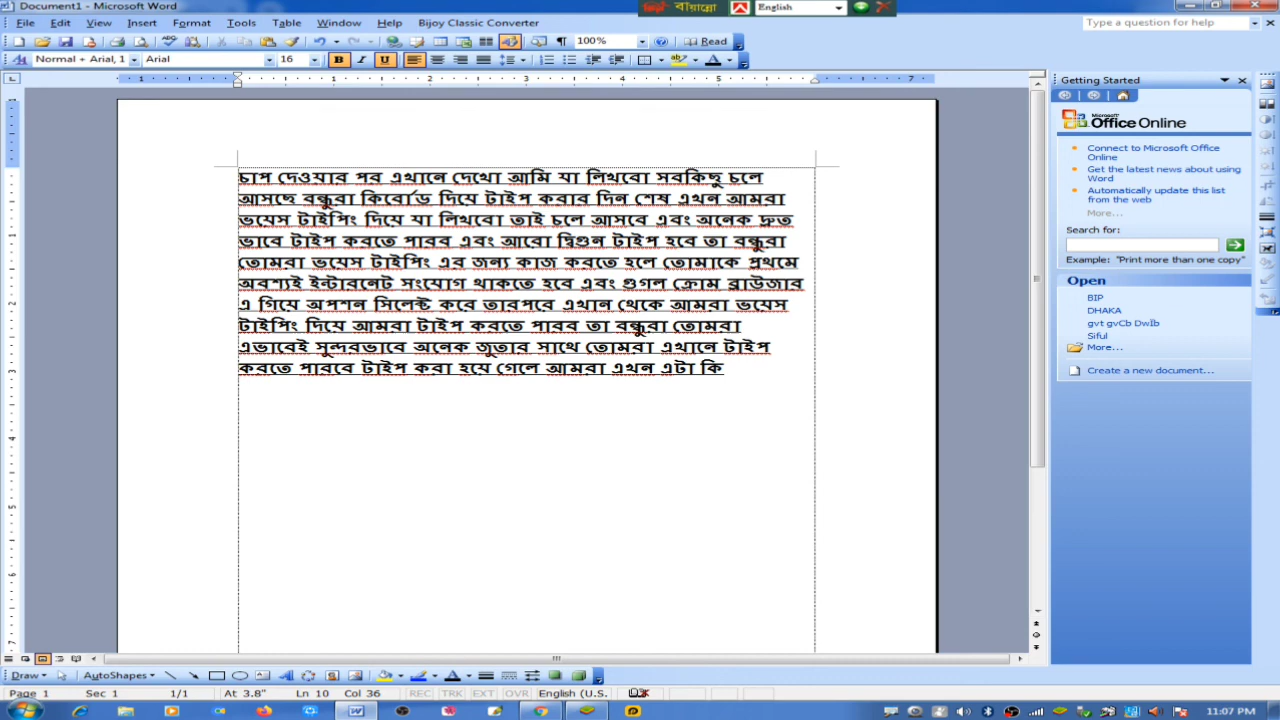 Document1 - Microsoft Word
বায়ান্নো
English
File Edit View Insert Format Tools Table Window Help Bijoy Classic Converter
Type a question for help
100%
Read
Normal + Arial, 1
Arial
16
B I U
Getting Started
Microsoft
Office Online
Connect to Microsoft Office Online
Get the latest news about using Word
Automatically update this list from the web
More...
Search for:
Example: "Print more than one copy"
Open
BIP
DHAKA
gvt gvCb DwÏb
Siful
More...
Create a new document...
চাপ দেওয়ার পর এখানে দেখো আমি যা লিখবো সবকিছু চলে
আসছে বন্ধুরা কিবোর্ড দিয়ে টাইপ করার দিন শেষ এখন আমরা
ভয়েস টাইপিং দিয়ে যা লিখবো তাই চলে আসবে এবং অনেক দ্রুত
ভাবে টাইপ করতে পারব এবং আরো দ্বিগুন টাইপ হবে তা বন্ধুরা
তোমরা ভয়েস টাইপিং এর জন্য কাজ করতে হলে তোমাকে প্রথমে
অবশ্যই ইন্টারনেট সংযোগ থাকতে হবে এবং গুগল ক্রোম ব্রাউজার
এ গিয়ে অপশন সিলেক্ট করে তারপরে এখান থেকে আমরা ভয়েস
টাইপিং দিয়ে আমরা টাইপ করতে পারব তা বন্ধুরা তোমরা
এভাবেই সুন্দরভাবে অনেক জুতার সাথে তোমরা এখানে টাইপ
করতে পারবে টাইপ করা হয়ে গেলে আমরা এখন এটা কি
Draw
AutoShapes
Page 1 Sec 1 1/1 At 3.8" Ln 10 Col 36 REC TRK EXT OVR English (U.S.
11:07 PM